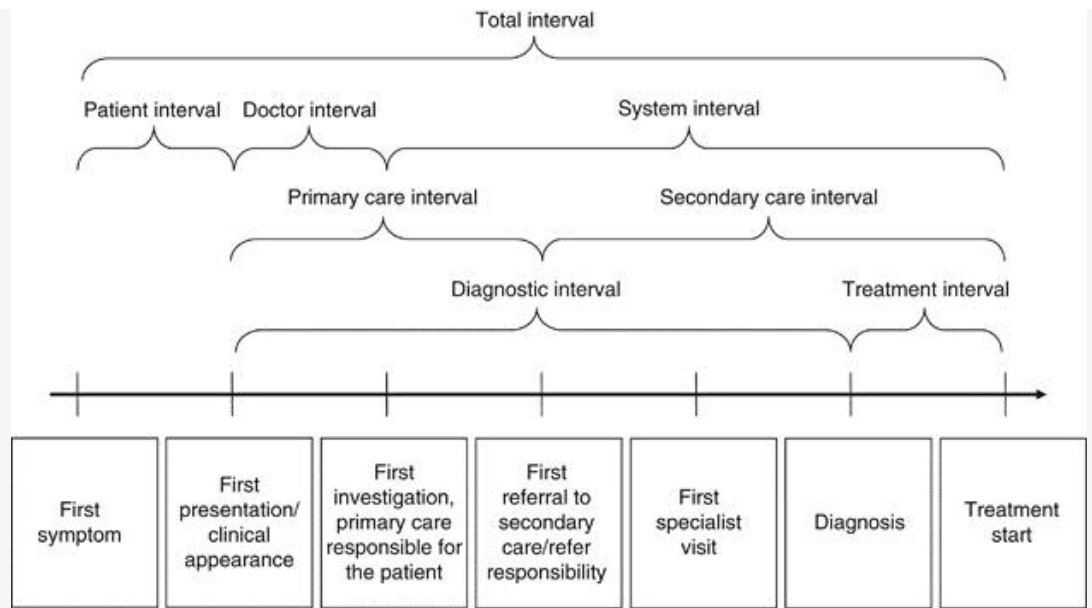 Total interval
Patient interval
Doctor interval
System interval
Primary care interval
Secondary care interval
Diagnostic interval
Treatment interval
First
symptom
First
presentation/
clinical
appearance
First
investigation,
primary care
responsible for
the patient
First
referral to
secondary
care/refer
responsibility
First
specialist
visit
Diagnosis
Treatment
start